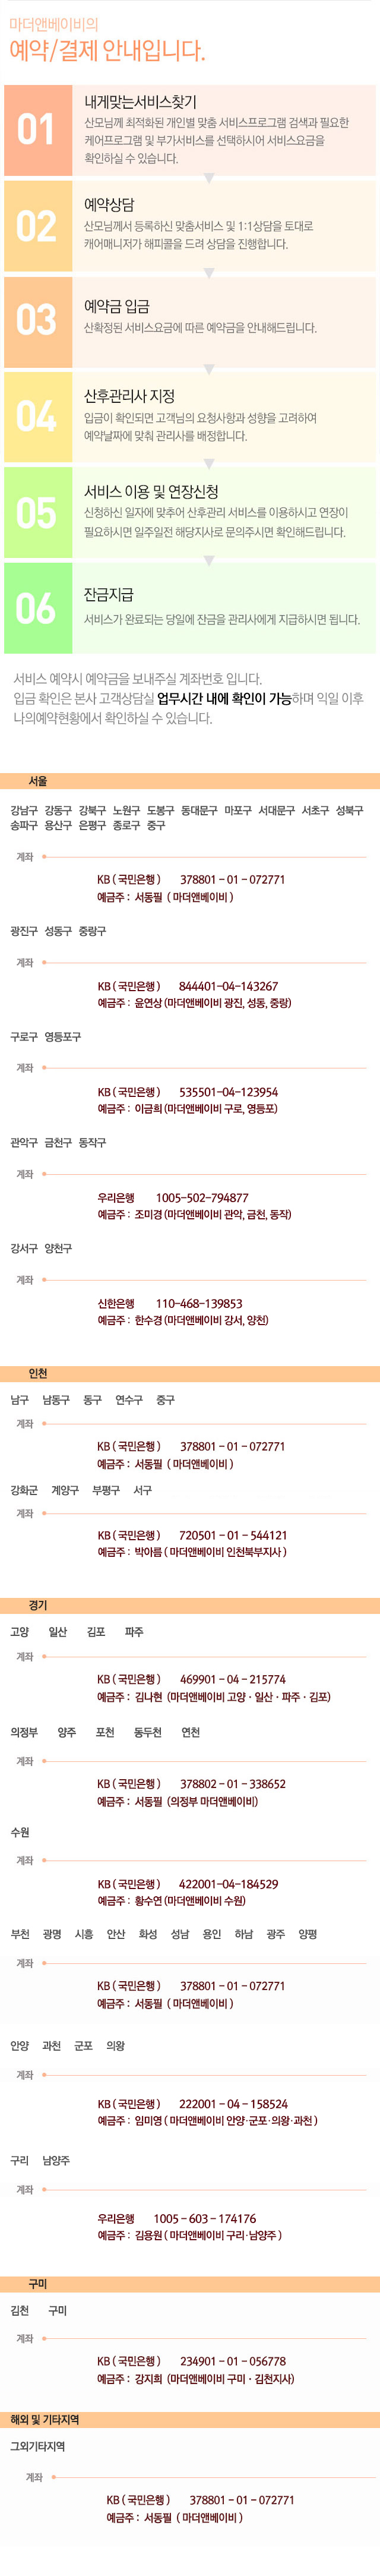 마더앤베이비의
예약/결제 안내입니다.
01
내게맞는서비스찾기
산모님께 최적화된 개인별 맞춤 서비스프로그램 검색과 필요한
케어프로그램 및 부가서비스를 선택하시어 서비스요금을
확인하실 수 있습니다.
02
예약상담
산모님께서 등록하신 맞춤서비스 및 1:1상담을 토대로
캐어매니저가 해피콜을 드려 상담을 진행합니다.
03
예약금 입금
산확정된 서비스요금에 따른 예약금을 안내해드립니다.
04
산후관리사 지정
입금이 확인되면 고객님의 요청사항과 성향을 고려하여
예약날짜에 맞춰 관리사를 배정합니다.
05
서비스 이용 및 연장신청
신청하신 일자에 맞추어 산후관리 서비스를 이용하시고 연장이
필요하시면 일주일전 해당지사로 문의주시면 확인해드립니다.
06
잔금지급
서비스가 완료되는 당일에 잔금을 관리사에게 지급하시면 됩니다.
서비스 예약시 예약금을 보내주실 계좌번호 입니다.
입금 확인은 본사 고객상담실 업무시간 내에 확인이 가능하며 익일 이후
나의예약현황에서 확인하실 수 있습니다.
서울
강남구 강동구 강북구 노원구 도봉구 동대문구 마포구 서대문구 서초구 성북구
송파구 용산구 은평구 종로구 중구
계좌
KB ( 국민은행 ) 378801 - 01 - 072771
예금주 : 서동필 ( 마더앤베이비 )
광진구 성동구 중랑구
계좌
KB ( 국민은행 ) 844401-04-143267
예금주 : 윤연상 (마더앤베이비 광진, 성동, 중랑)
구로구 영등포구
계좌
KB ( 국민은행 ) 535501-04-123954
예금주 : 이금희 (마더앤베이비 구로, 영등포)
관악구 금천구 동작구
계좌
우리은행 1005-502-794877
예금주 : 조미경 (마더앤베이비 관악, 금천, 동작)
강서구 양천구
계좌
신한은행 110-468-139853
예금주 : 한수경 (마더앤베이비 강서, 양천)
인천
남구 남동구 동구 연수구 중구
계좌
KB ( 국민은행 ) 378801 - 01 - 072771
예금주 : 서동필 ( 마더앤베이비 )
강화군 계양구 부평구 서구
계좌
KB ( 국민은행 ) 720501 - 01 - 544121
예금주 : 박아름 ( 마더앤베이비 인천북부지사 )
경기
고양 일산 김포 파주
계좌
KB ( 국민은행 ) 469901 - 04 - 215774
예금주 : 김나현 (마더앤베이비 고양 · 일산 · 파주 · 김포)
의정부 양주 포천 동두천 연천
계좌
KB ( 국민은행 ) 378802 - 01 - 338652
예금주 : 서동필 (의정부 마더앤베이비)
수원
계좌
KB ( 국민은행 ) 422001-04-184529
예금주 : 황수연 (마더앤베이비 수원)
부천 광명 시흥 안산 화성 성남 용인 하남 광주 양평
계좌
KB ( 국민은행 ) 378801 - 01 - 072771
예금주 : 서동필 ( 마더앤베이비 )
안양 과천 군포 의왕
계좌
KB ( 국민은행 ) 222001 - 04 - 158524
예금주 : 임미영 ( 마더앤베이비 안양·군포·의왕·과천 )
구리 남양주
계좌
우리은행 1005 - 603 - 174176
예금주 : 김용원 ( 마더앤베이비 구리·남양주 )
구미
김천 구미
계좌
KB ( 국민은행 ) 234901 - 01 - 056778
예금주 : 강지희 (마더앤베이비 구미 · 김천지사)
해외 및 기타지역
그외기타지역
계좌
KB ( 국민은행 ) 378801 - 01 - 072771
예금주 : 서동필 ( 마더앤베이비 )